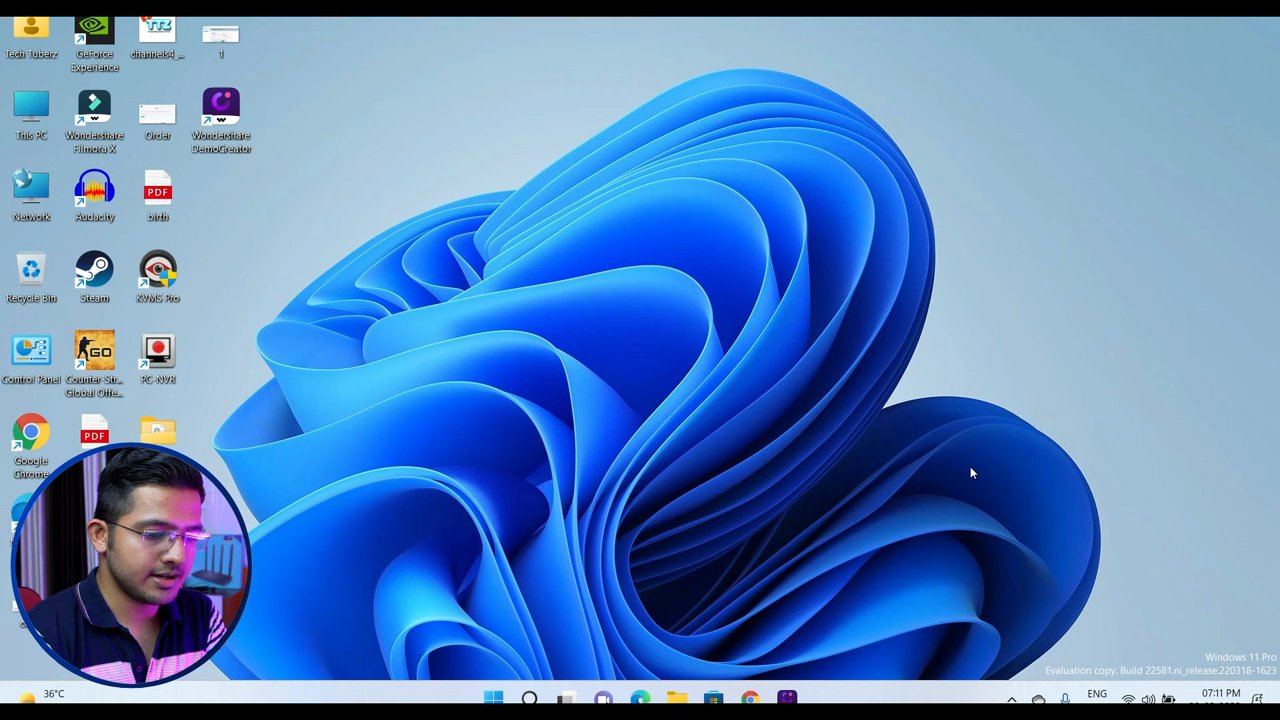 Tech Tuberz
GeForce
Experience
channels4_...
1
This PC
Wondershare
Filmora X
Order
Wondershare
DemoCreator
Network
Audacity
PDF
birth
Recycle Bin
Steam
KVMS Pro
Control Panel
GO
Counter-Str...
Global Offe...
PC-NVR
Google
Chrome
PDF
Windows 11 Pro
Evaluation copy. Build 22581.ni_release.220318-1623
36°C
ENG
07:11 PM